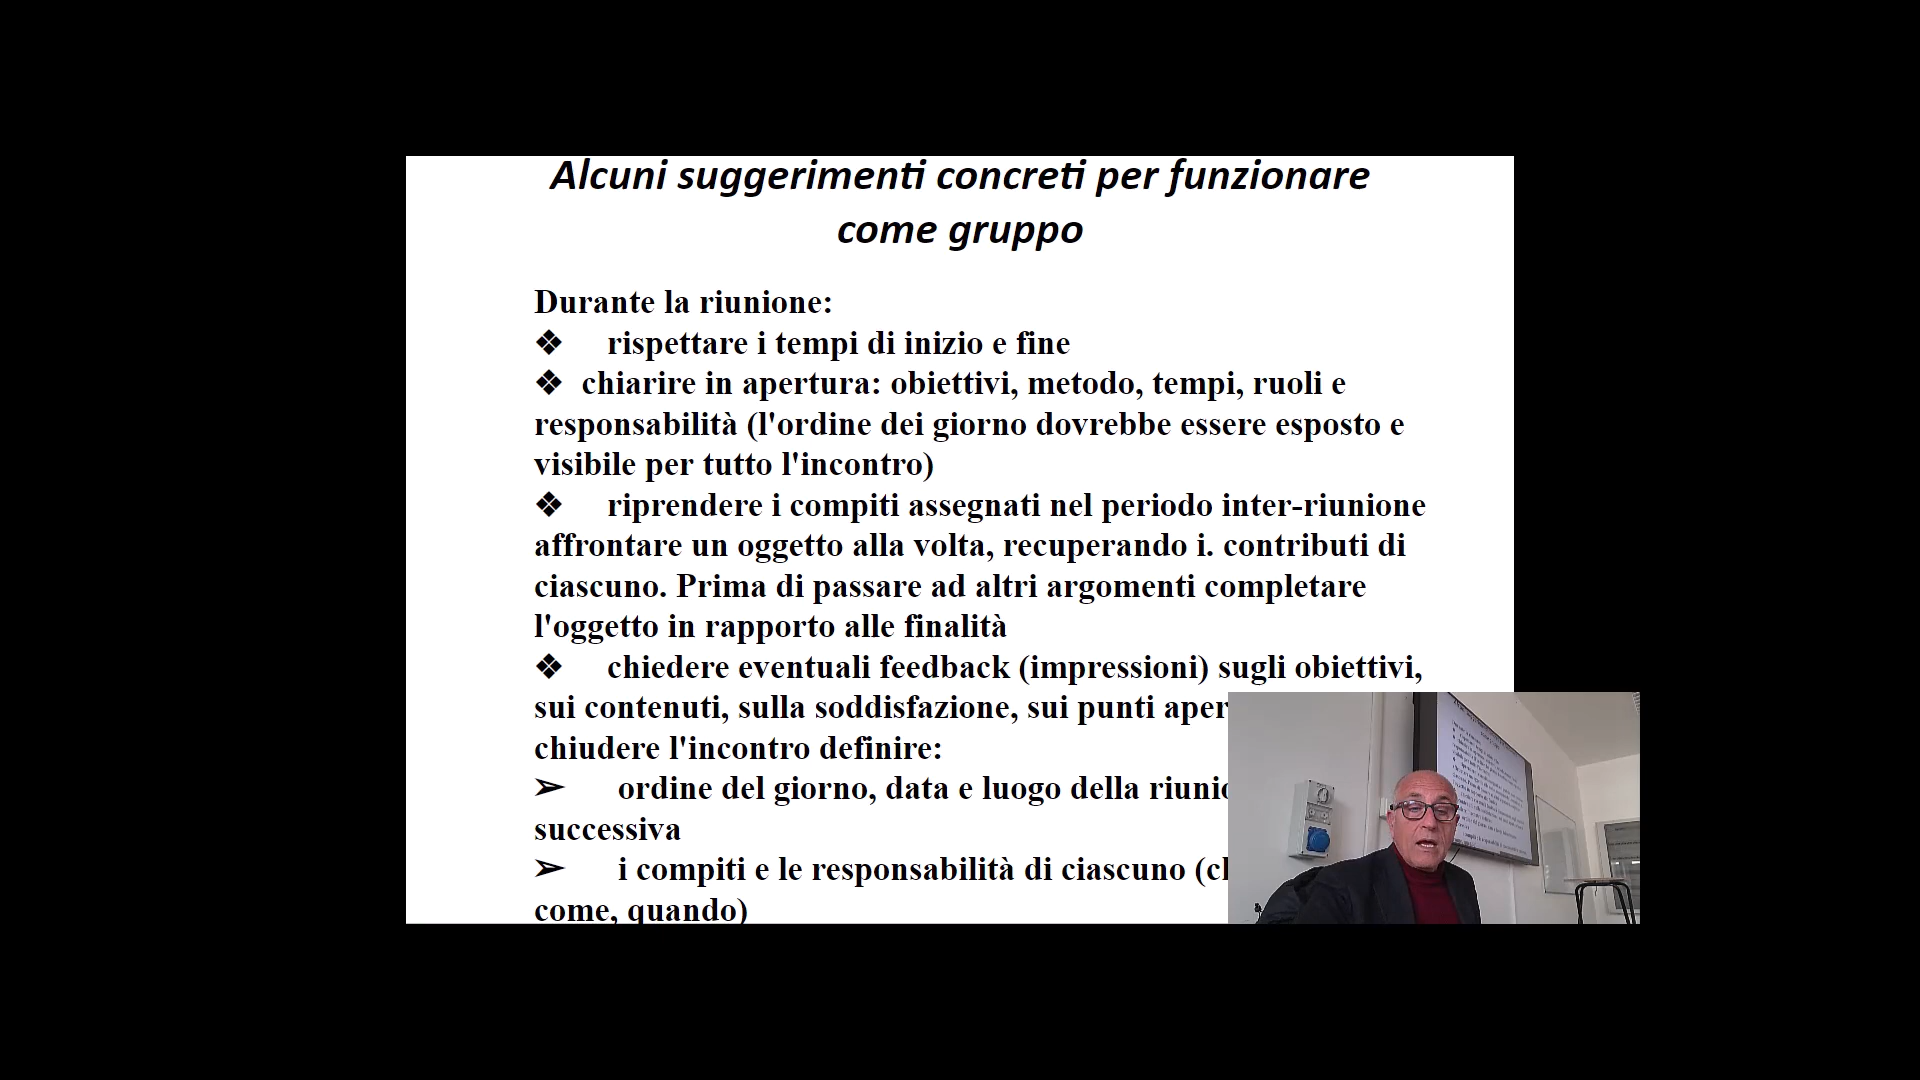 Alcuni suggerimenti concreti per funzionare
come gruppo
Durante la riunione:
❖ rispettare i tempi di inizio e fine
❖ chiarire in apertura: obiettivi, metodo, tempi, ruoli e
responsabilità (l'ordine dei giorno dovrebbe essere esposto e
visibile per tutto l'incontro)
❖ riprendere i compiti assegnati nel periodo inter-riunione
affrontare un oggetto alla volta, recuperando i. contributi di
ciascuno. Prima di passare ad altri argomenti completare
l'oggetto in rapporto alle finalità
❖ chiedere eventuali feedback (impressioni) sugli obiettivi,
sui contenuti, sulla soddisfazione, sui punti
chiudere l'incontro definire:
➢ ordine del giorno, data e luogo della
successiva
➢ i compiti e le responsabilità di ciascuno
come, quando)